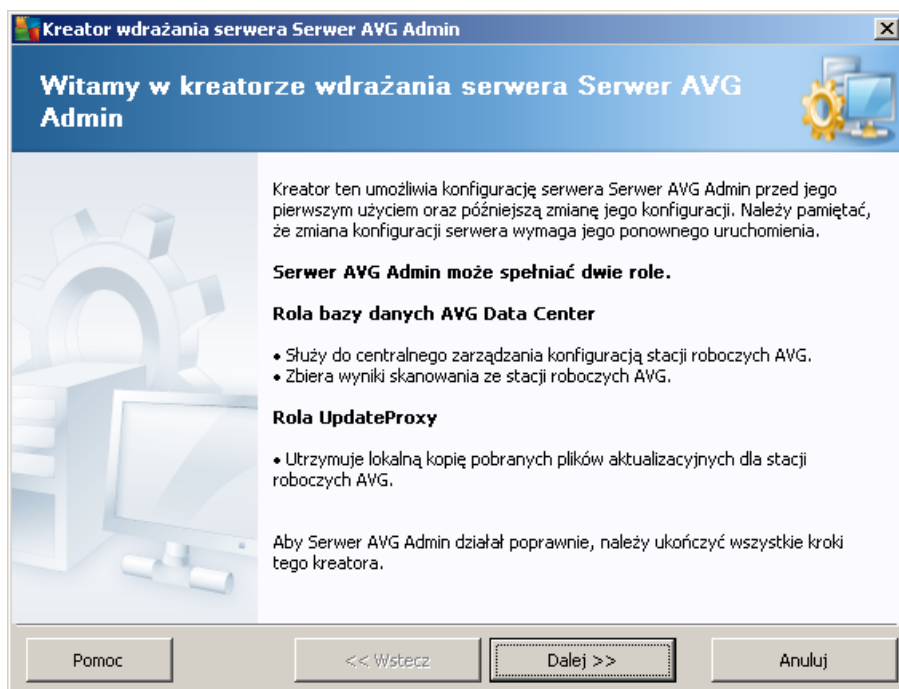 Kreator wdrażania serwera Serwer AVG Admin
Witamy w kreatorze wdrażania serwera Serwer AVG
Admin
Kreator ten umożliwia konfigurację serwera Serwer AVG Admin przed jego
pierwszym użyciem oraz późniejszą zmianę jego konfiguracji. Należy pamiętać,
że zmiana konfiguracji serwera wymaga jego ponownego uruchomienia.
Serwer AVG Admin może spełniać dwie role.
Rola bazy danych AVG Data Center
• Służy do centralnego zarządzania konfiguracją stacji roboczych AVG.
• Zbiera wyniki skanowania ze stacji roboczych AVG.
Rola UpdateProxy
• Utrzymuje lokalną kopię pobranych plików aktualizacyjnych dla stacji
roboczych AVG.
Aby Serwer AVG Admin działał poprawnie, należy ukończyć wszystkie kroki
tego kreatora.
Pomoc
<< Wstecz
Dalej >>
Anuluj